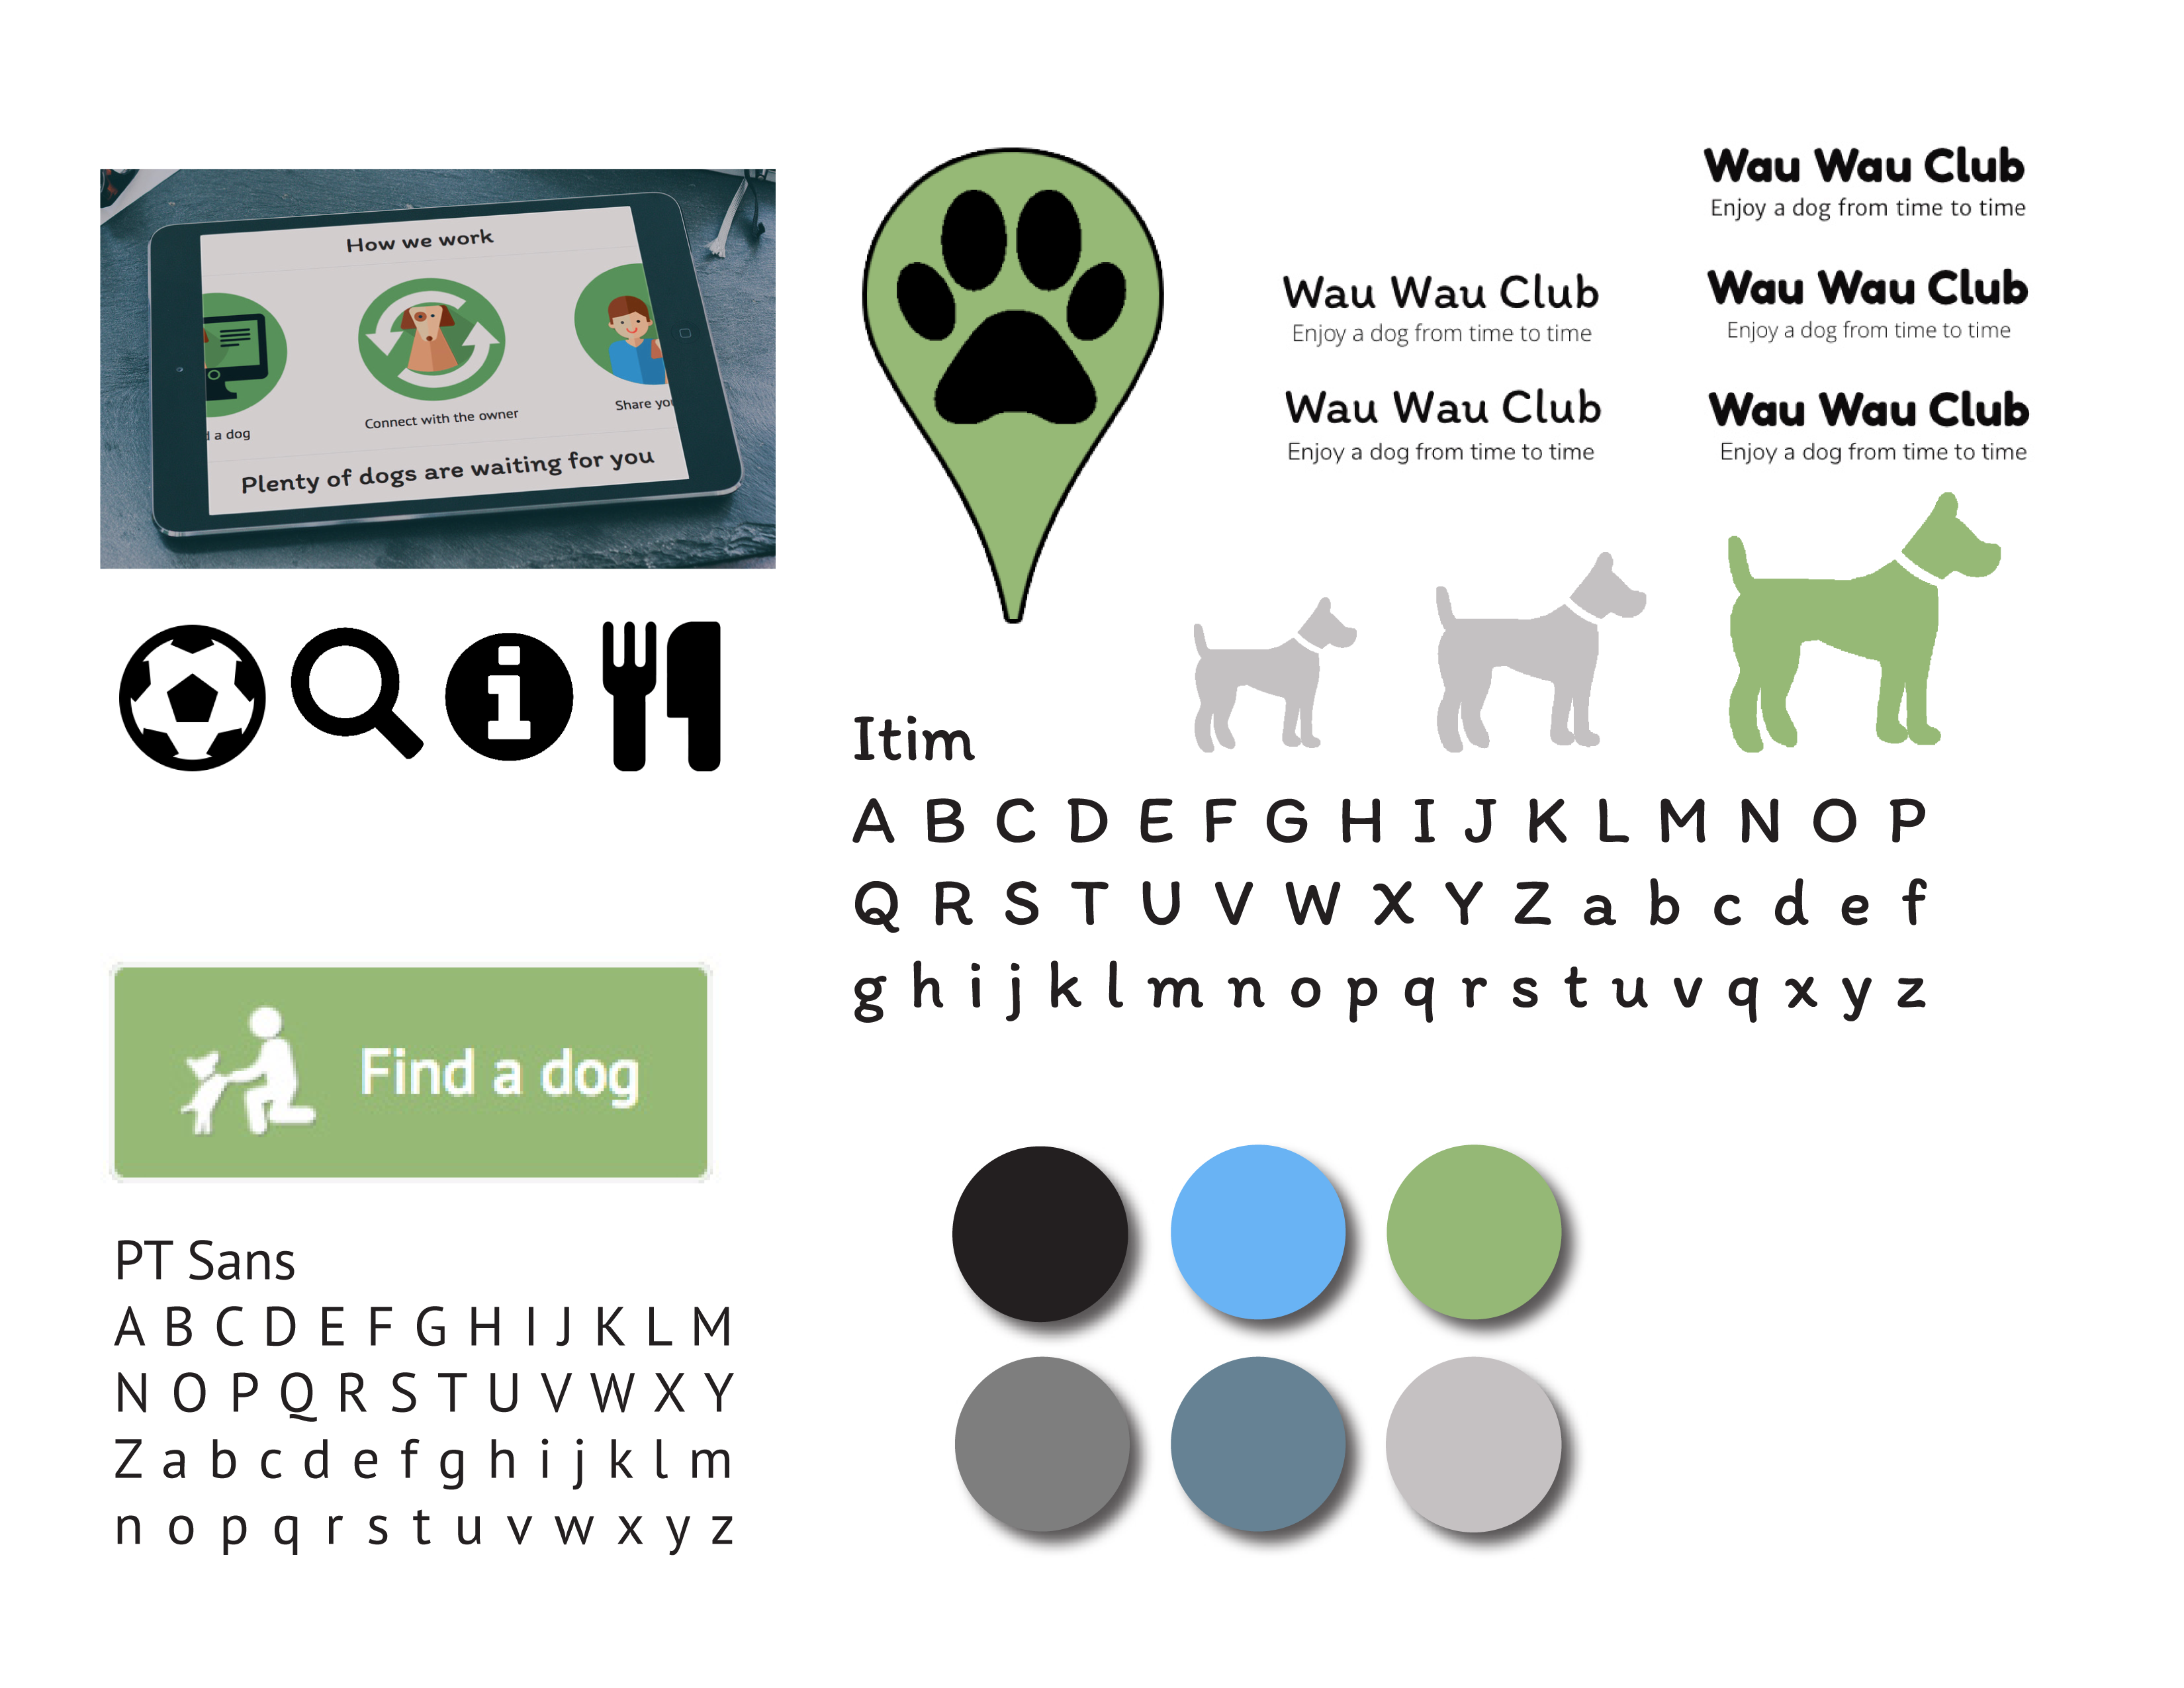 How we work
d a dog
Connect with the owner
Share you
Plenty of dogs are waiting for you
Wau Wau Club
Enjoy a dog from time to time
Wau Wau Club
Enjoy a dog from time to time
Wau Wau Club
Enjoy a dog from time to time
Wau Wau Club
Enjoy a dog from time to time
Wau Wau Club
Enjoy a dog from time to time
i
Itim
A B C D E F G H I J K L M N O P
Q R S T U V W X Y Z a b c d e f
g h i j k l m n o p q r s t u v q x y z
Find a dog
PT Sans
A B C D E F G H I J K L M
N O P Q R S T U V W X Y
Z a b c d e f g h i j k l m
n o p q r s t u v w x y z